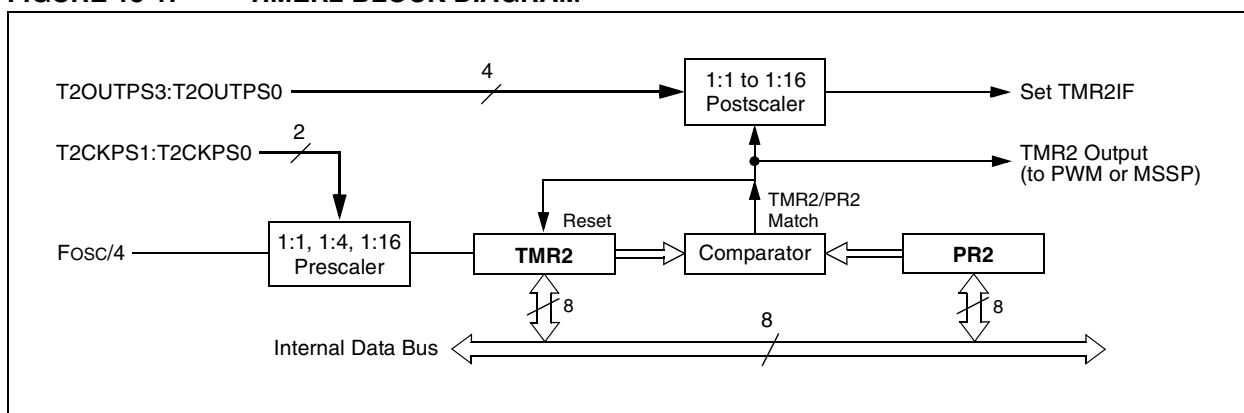 FIGURE 13-1: TIMER2 BLOCK DIAGRAM
4
1:1 to 1:16
Postscaler
T2OUTPS3:T2OUTPS0
Set TMR2IF
2
T2CKPS1:T2CKPS0
TMR2 Output
(to PWM or MSSP)
TMR2/PR2
Match
Reset
FOSC/4
1:1, 1:4, 1:16
Prescaler
TMR2
Comparator
PR2
8
8
8
Internal Data Bus